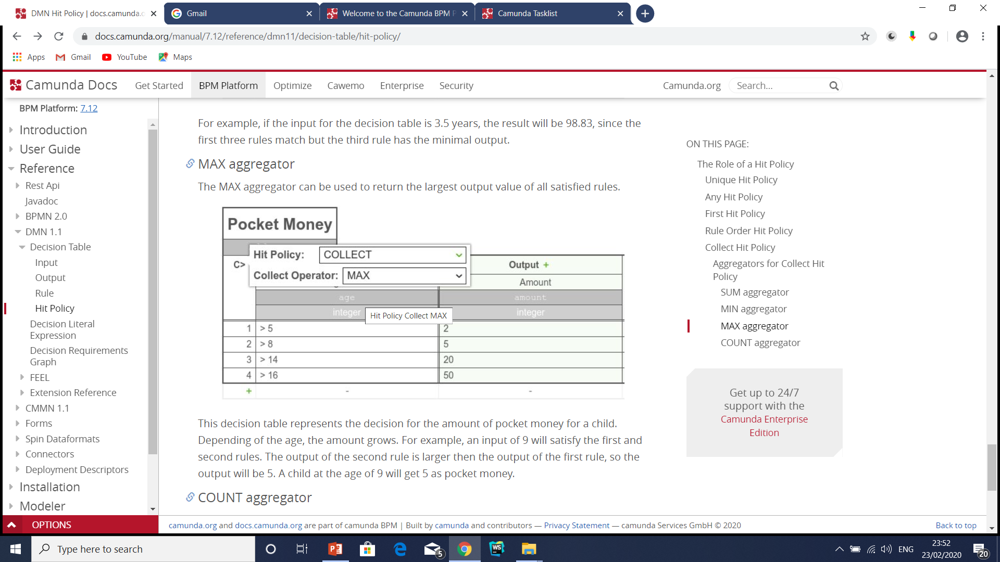 DMN Hit Policy | docs.camunda.o
Gmail
Welcome to the Camunda BPM P
Camunda Tasklist
docs.camunda.org/manual/7.12/reference/dmn11/decision-table/hit-policy/
Apps
Gmail
YouTube
Maps
Camunda Docs
Get Started
BPM Platform
Optimize
Cawemo
Enterprise
Security
Camunda.org
Search...
BPM Platform: 7.12
Introduction
User Guide
Reference
Rest Api
Javadoc
BPMN 2.0
DMN 1.1
Decision Table
Input
Output
Rule
Hit Policy
Decision Literal
Expression
Decision Requirements
Graph
FEEL
Extension Reference
CMMN 1.1
Forms
Spin Dataformats
Connectors
Deployment Descriptors
Installation
Modeler
OPTIONS
For example, if the input for the decision table is 3.5 years, the result will be 98.83, since the
first three rules match but the third rule has the minimal output.
MAX aggregator
The MAX aggregator can be used to return the largest output value of all satisfied rules.
Pocket Money
Hit Policy: COLLECT
C>
Collect Operator: MAX
Output +
Amount
age amount
integer integer
Hit Policy Collect MAX
1 > 5 2
2 > 8 5
3 > 14 20
4 > 16 50
+ - -
This decision table represents the decision for the amount of pocket money for a child.
Depending of the age, the amount grows. For example, an input of 9 will satisfy the first and
second rules. The output of the second rule is larger then the output of the first rule, so the
output will be 5. A child at the age of 9 will get 5 as pocket money.
COUNT aggregator
ON THIS PAGE:
The Role of a Hit Policy
Unique Hit Policy
Any Hit Policy
First Hit Policy
Rule Order Hit Policy
Collect Hit Policy
Aggregators for Collect Hit
Policy
SUM aggregator
MIN aggregator
MAX aggregator
COUNT aggregator
Get up to 24/7
support with the
Camunda Enterprise
Edition
camunda.org and docs.camunda.org are part of camunda BPM | Built by camunda and contributors — Privacy Statement — camunda Services GmbH © 2020
Back to top
Type here to search
5
WS
ENG
23:52
23/02/2020
20